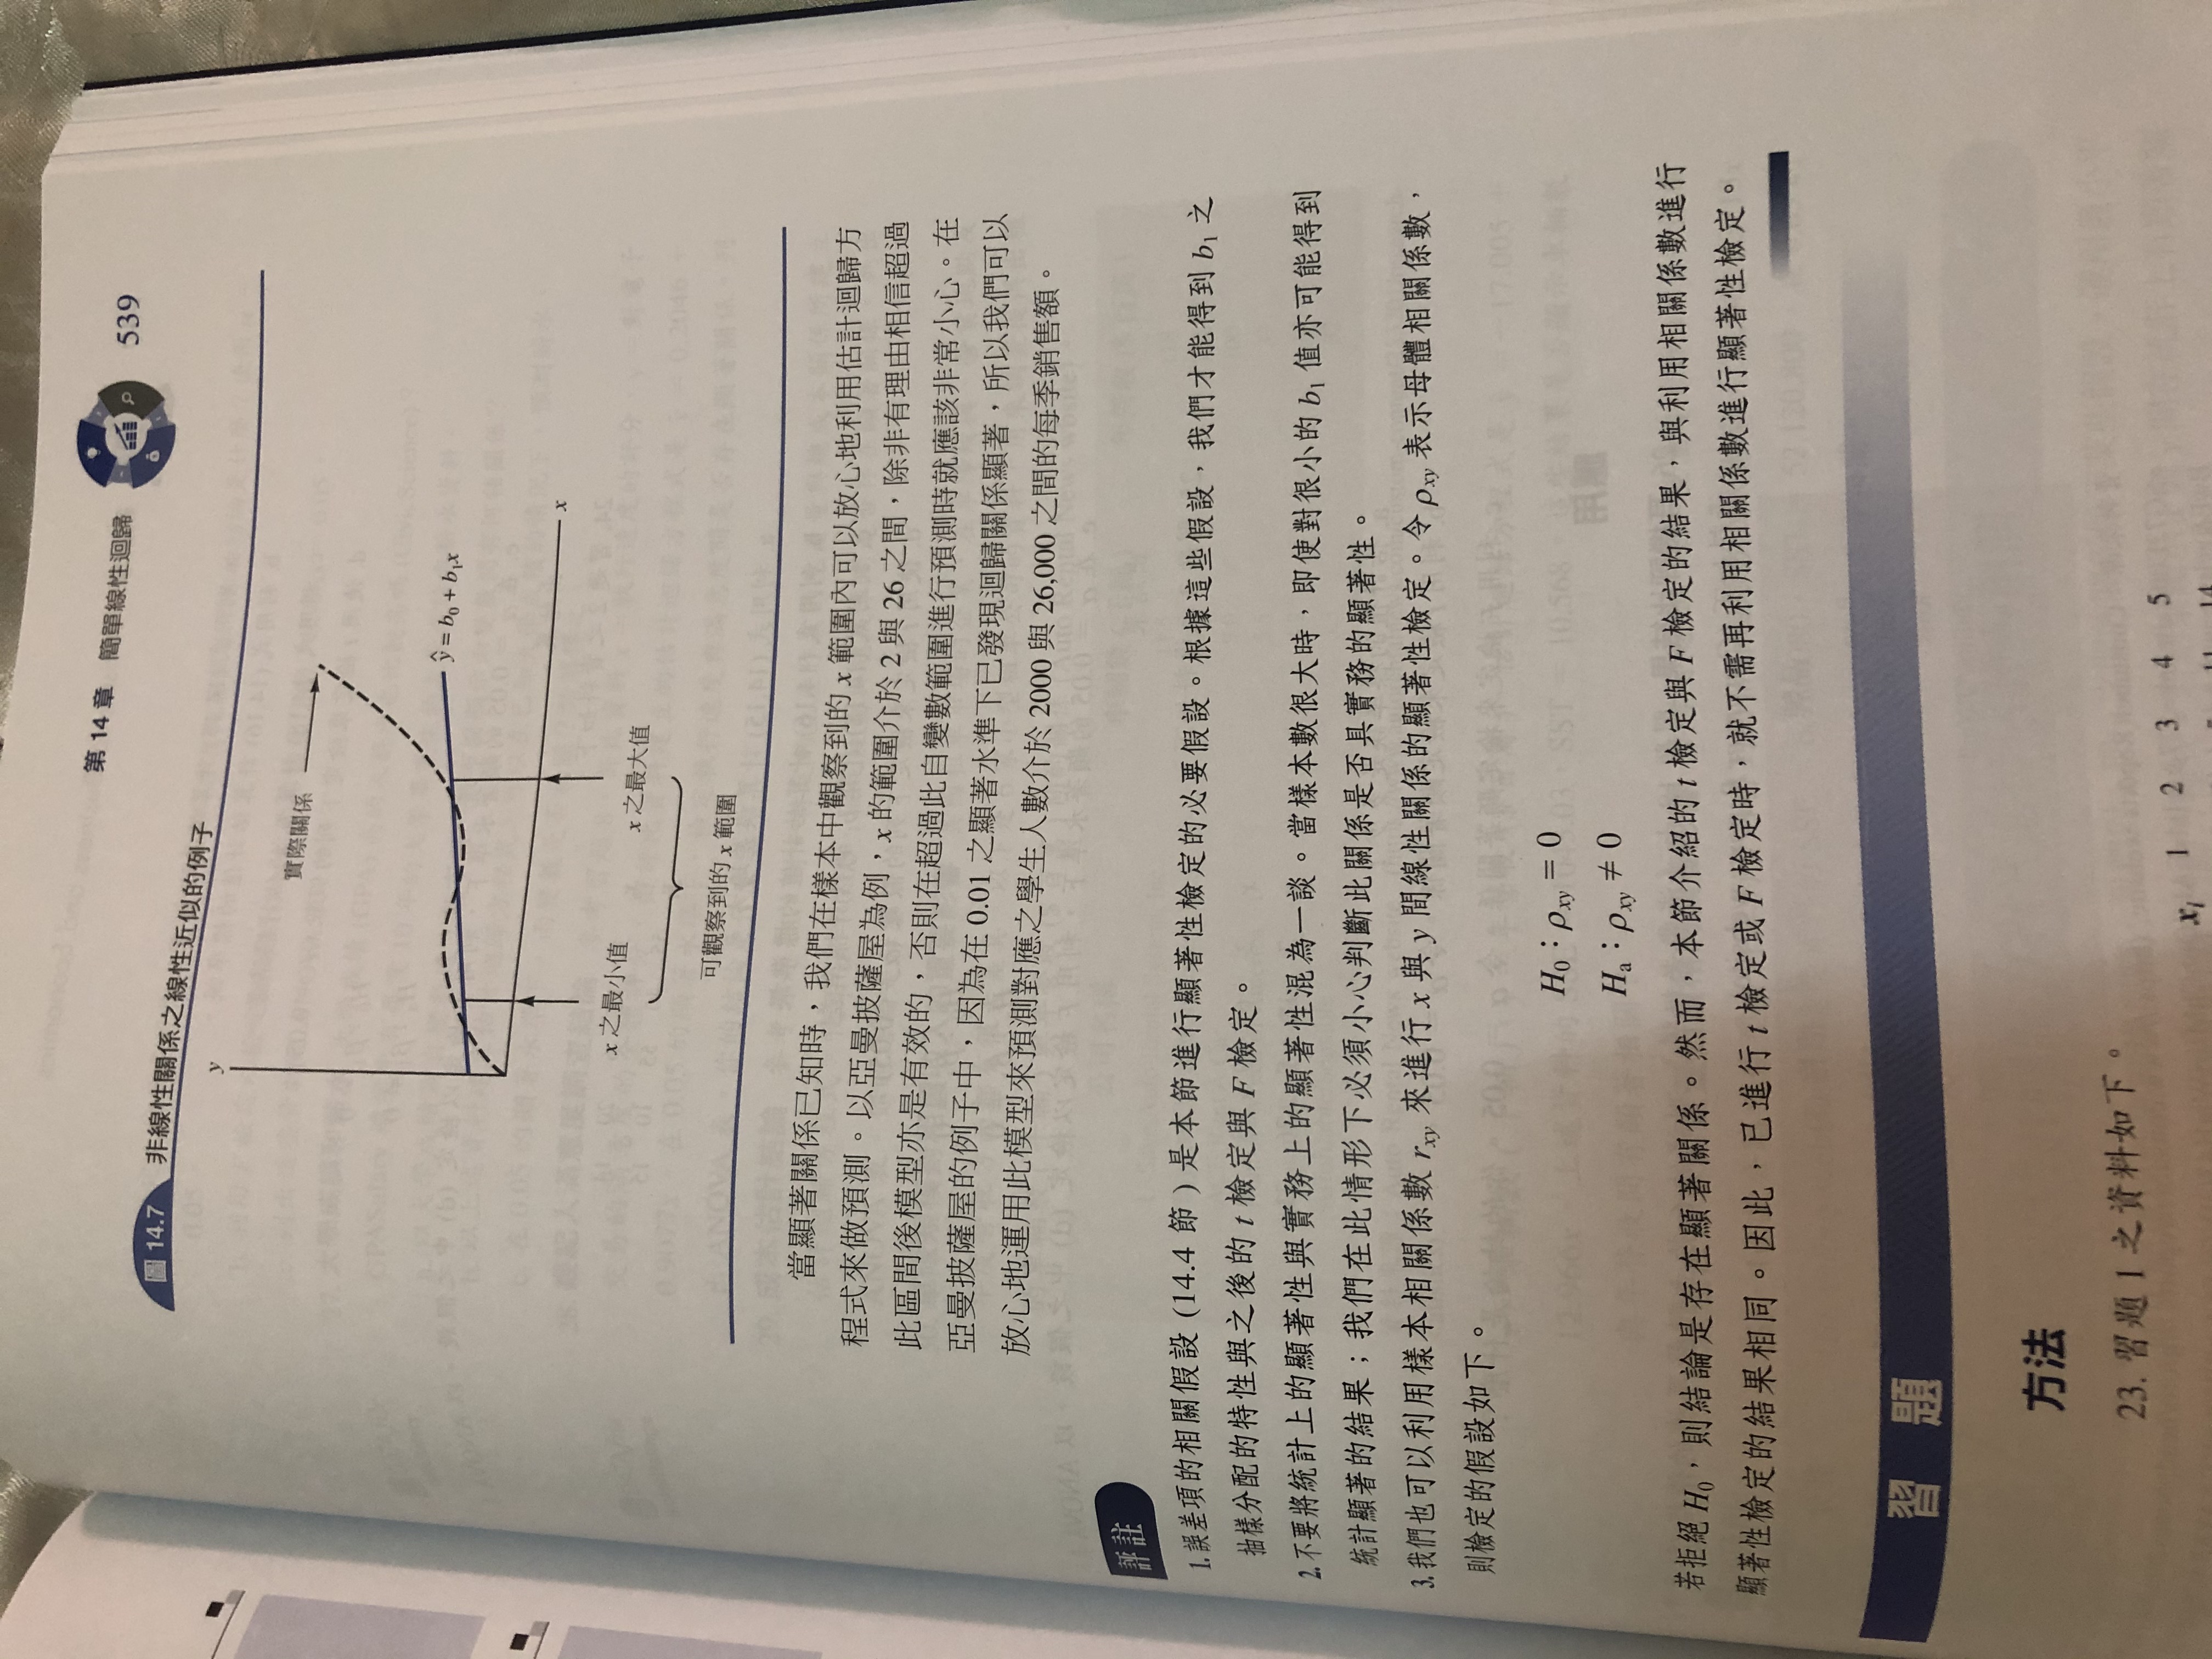 第 14 章 簡單線性迴歸 539
圖 14.7 非線性關係之線性近似的例子
y
實際關係
ŷ = b₀ + b₁x
x
x 之最小值
x 之最大值
可觀察到的 x 範圍
當顯著關係已知時，我們在樣本中觀察到的 x 範圍內可以放心地利用估計迴歸方
程式來做預測。以亞曼披薩屋為例，x 的範圍介於 2 與 26 之間，除非有理由相信超過
此區間後模型亦是有效的，否則在超過此自變數範圍進行預測時就應該非常小心。在
亞曼披薩屋的例子中，因為在 0.01 之顯著水準下已發現迴歸關係顯著，所以我們可以
放心地運用此模型來預測對應之學生人數介於 2000 與 26,000 之間的每季銷售額。
評註
1. 誤差項的相關假設 (14.4 節) 是本節進行顯著性檢定的必要假設。根據這些假設，我們才能得到 b₁ 之
抽樣分配的特性與之後的 t 檢定與 F 檢定。
2. 不要將統計上的顯著性與實務上的顯著性混為一談。當樣本數很大時，即使對很小的 b₁ 值亦可能得到
統計顯著的結果；我們在此情形下必須小心判斷此關係是否具實務的顯著性。
3. 我們也可以利用樣本相關係數 rxy 來進行 x 與 y 間線性關係的顯著性檢定。令 ρxy 表示母體相關係數，
則檢定的假設如下。
H₀：ρxy = 0
Hₐ：ρxy ≠ 0
若拒絕 H₀，則結論是存在顯著關係。然而，本節介紹的 t 檢定與 F 檢定的結果，與利用相關係數進行
顯著性檢定的結果相同。因此，已進行 t 檢定或 F 檢定時，就不需再利用相關係數進行顯著性檢定。
習 題
方法
23. 習題 1 之資料如下。
xᵢ 1 2 3 4 5
11 14